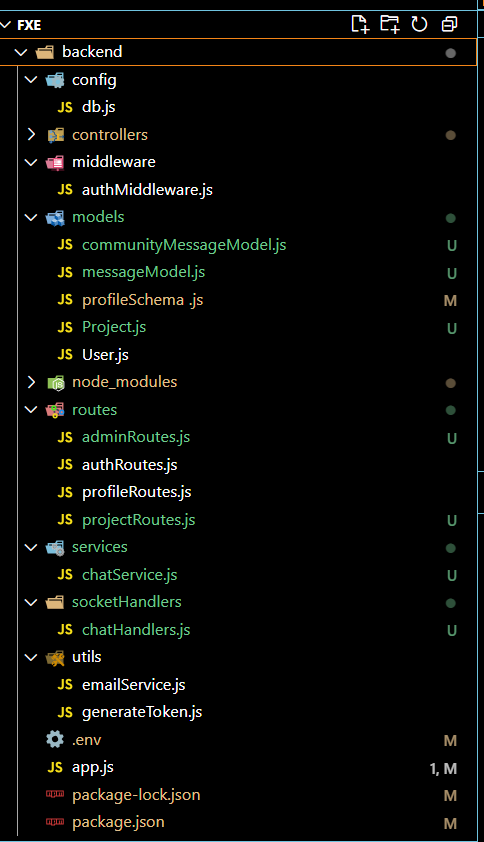 FXE
backend
config
JS db.js
controllers
middleware
JS authMiddleware.js
models
JS communityMessageModel.js U
JS messageModel.js U
JS profileSchema .js M
JS Project.js U
JS User.js
node_modules
routes
JS adminRoutes.js U
JS authRoutes.js
JS profileRoutes.js
JS projectRoutes.js U
services
JS chatService.js U
socketHandlers
JS chatHandlers.js U
utils
JS emailService.js
JS generateToken.js
.env M
JS app.js 1, M
package-lock.json M
package.json M